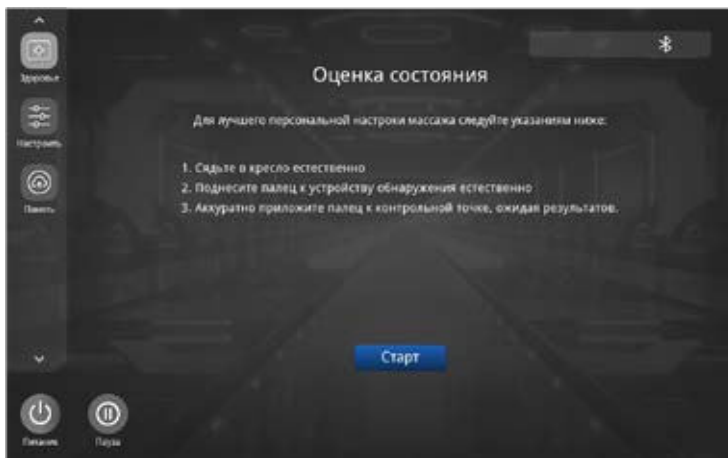 Здоровье
Настроить
Память
Оценка состояния
Для лучшего персональной настройки массажа следуйте указаниям ниже:
1. Сядьте в кресло естественно
2. Поднесите палец к устройству обнаружения естественно
3. Аккуратно приложите палец к контрольной точке, ожидая результатов.
Старт
Питание
Пауза